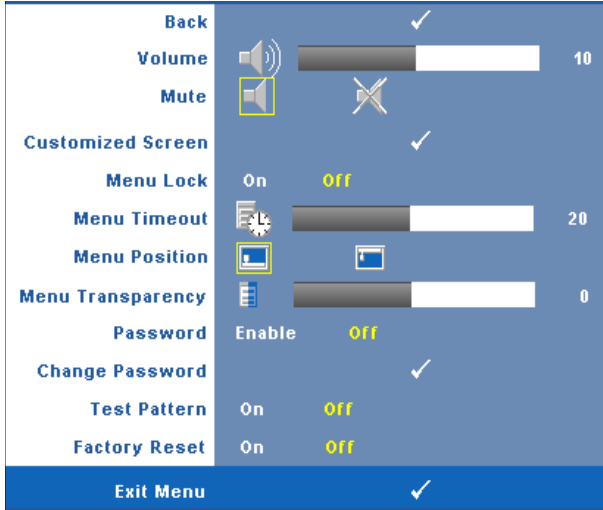 Back
Volume 10
Mute
Customized Screen
Menu Lock On Off
Menu Timeout 20
Menu Position
Menu Transparency 0
Password Enable Off
Change Password
Test Pattern On Off
Factory Reset On Off
Exit Menu